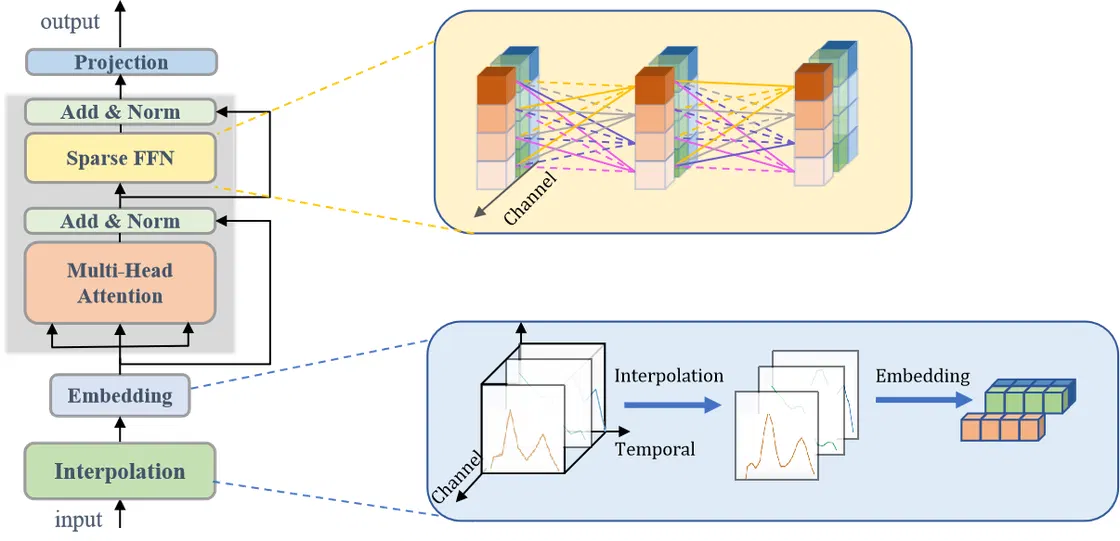 output
Projection
Add & Norm
Sparse FFN
Add & Norm
Multi-Head
Attention
Embedding
Interpolation
input
Channel
Interpolation
Embedding
Temporal
Channel